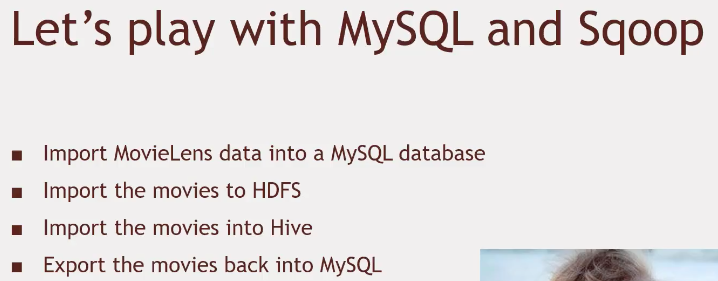 Let's play with MySQL and Sqoop
■ Import MovieLens data into a MySQL database
■ Import the movies to HDFS
■ Import the movies into Hive
■ Export the movies back into MySQL